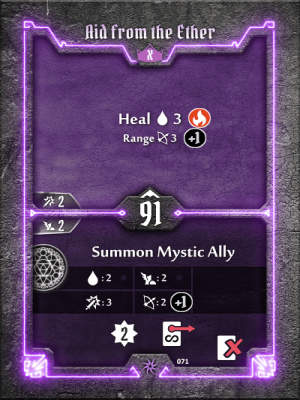 Aid from the Ether
X
Heal 3
Range 3 +1
2
91
2
Summon Mystic Ally
: 2 : 2
: 3 : 2 +1
2
071